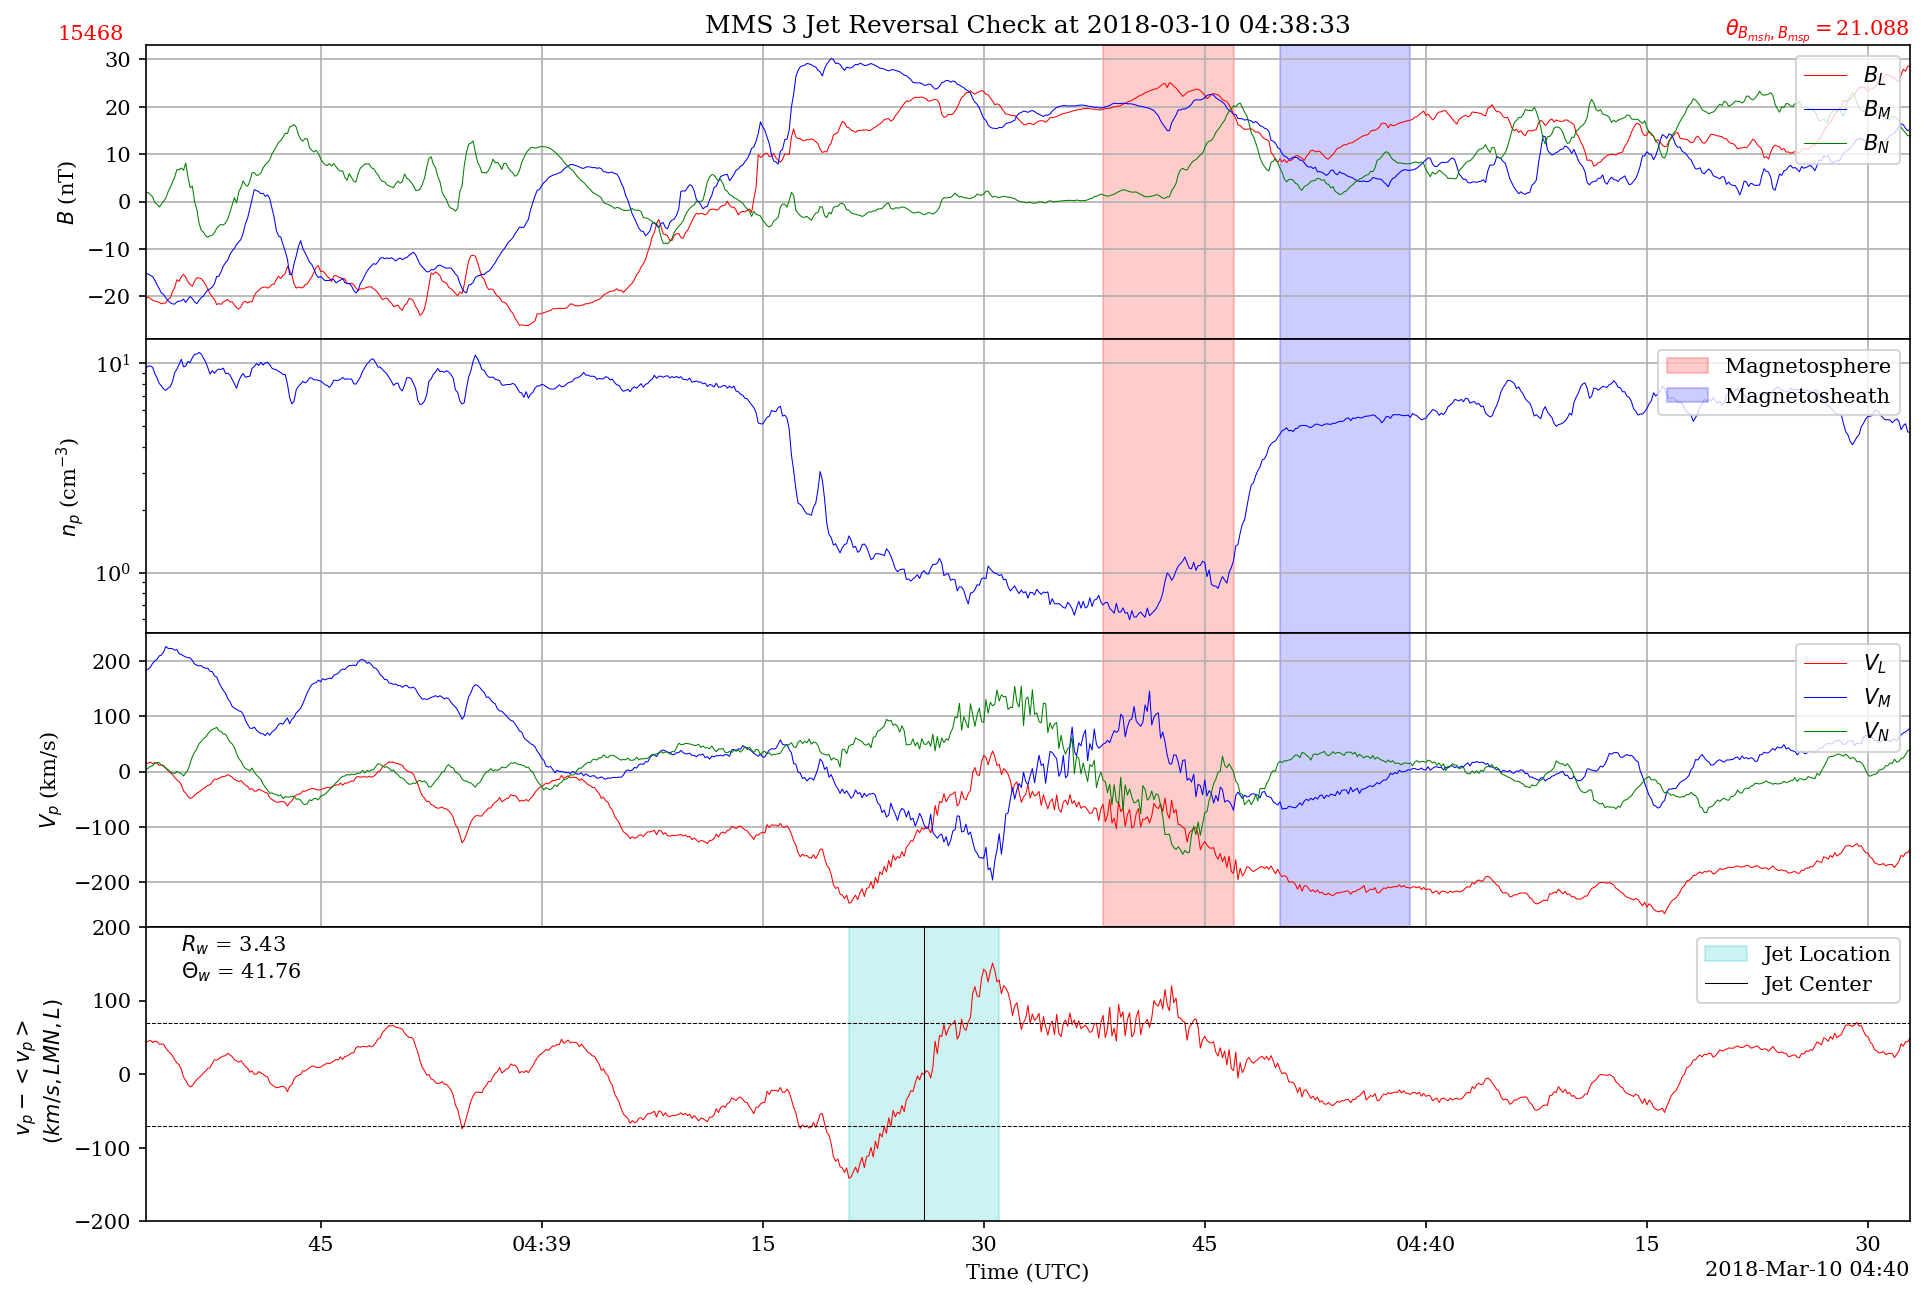 MMS 3 Jet Reversal Check at 2018-03-10 04:38:33
15468
θ_{B_{msh}, B_{msp}} = 21.088
30
20
10
0
−10
−20
B (nT)
B_L
B_M
B_N
10^1
10^0
n_p (cm^{−3})
Magnetosphere
Magnetosheath
200
100
0
−100
−200
V_p (km/s)
V_L
V_M
V_N
200
100
0
−100
−200
v_p − < v_p >
(km/s, LMN, L)
R_w = 3.43
Θ_w = 41.76
Jet Location
Jet Center
45
04:39
15
30
45
04:40
15
30
Time (UTC)
2018-Mar-10 04:40